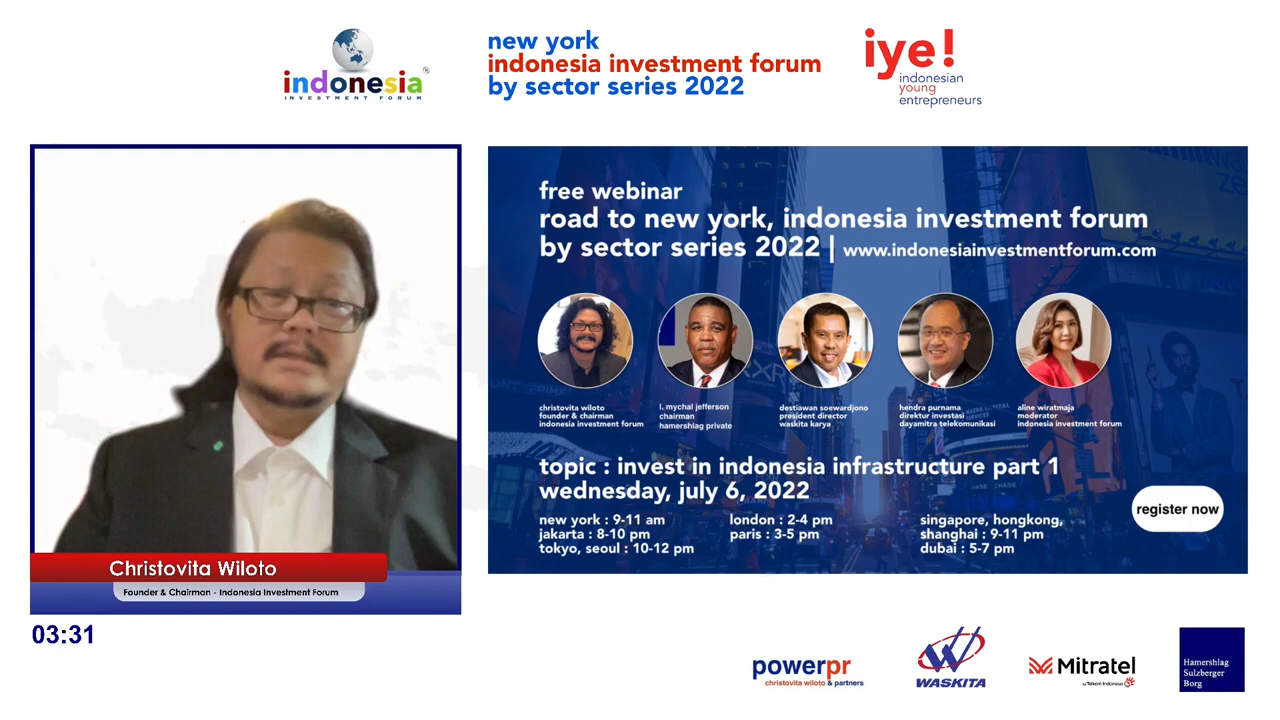 indonesia
INVESTMENT FORUM
new york
indonesia investment forum
by sector series 2022
iye!
indonesian
young
entrepreneurs
free webinar
road to new york, indonesia investment forum
by sector series 2022 | www.indonesiainvestmentforum.com
christovita wiloto
founder & chairman
indonesia investment forum
l. mychal jefferson
chairman
hamershlag private
destiawan soewardjono
president director
waskita karya
hendra purnama
direktur investasi
dayamitra telekomunikasi
aline wiratmaja
moderator
indonesia investment forum
topic : invest in indonesia infrastructure part 1
wednesday, july 6, 2022
new york : 9-11 am
jakarta : 8-10 pm
tokyo, seoul : 10-12 pm
london : 2-4 pm
paris : 3-5 pm
singapore, hongkong,
shanghai : 9-11 pm
dubai : 5-7 pm
register now
Christovita Wiloto
Founder & Chairman - Indonesia Investment Forum
03:31
powerpr
christovita wiloto & partners
WASKITA
Mitratel
by Telkom Indonesia
Hamershlag
Sulzberger
Borg